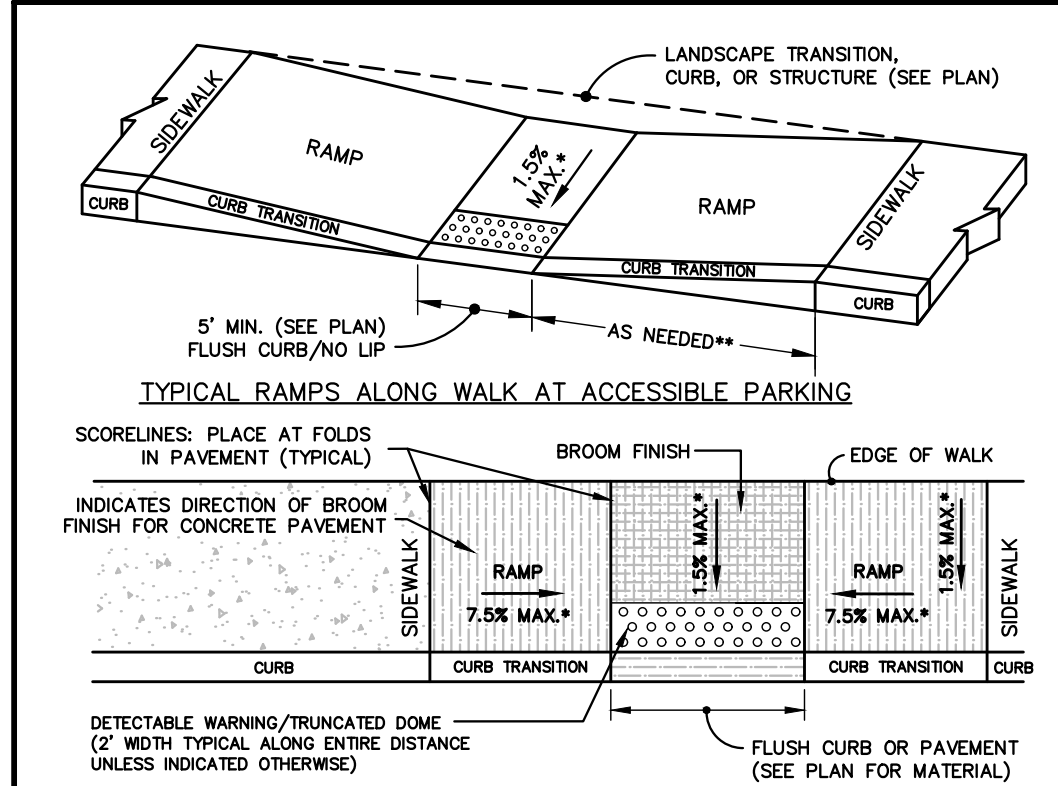 LANDSCAPE TRANSITION,
CURB, OR STRUCTURE (SEE PLAN)
SIDEWALK
RAMP
1.5%
MAX.*
RAMP
SIDEWALK
CURB
CURB TRANSITION
CURB TRANSITION
CURB
5' MIN. (SEE PLAN)
FLUSH CURB/NO LIP
AS NEEDED**
TYPICAL RAMPS ALONG WALK AT ACCESSIBLE PARKING
SCORELINES: PLACE AT FOLDS
IN PAVEMENT (TYPICAL)
BROOM FINISH
EDGE OF WALK
INDICATES DIRECTION OF BROOM
FINISH FOR CONCRETE PAVEMENT
SIDEWALK
RAMP
7.5% MAX.*
1.5% MAX.*
RAMP
7.5% MAX.*
1.5% MAX.*
SIDEWALK
CURB
CURB TRANSITION
CURB TRANSITION
CURB
DETECTABLE WARNING/TRUNCATED DOME
(2' WIDTH TYPICAL ALONG ENTIRE DISTANCE
UNLESS INDICATED OTHERWISE)
FLUSH CURB OR PAVEMENT
(SEE PLAN FOR MATERIAL)